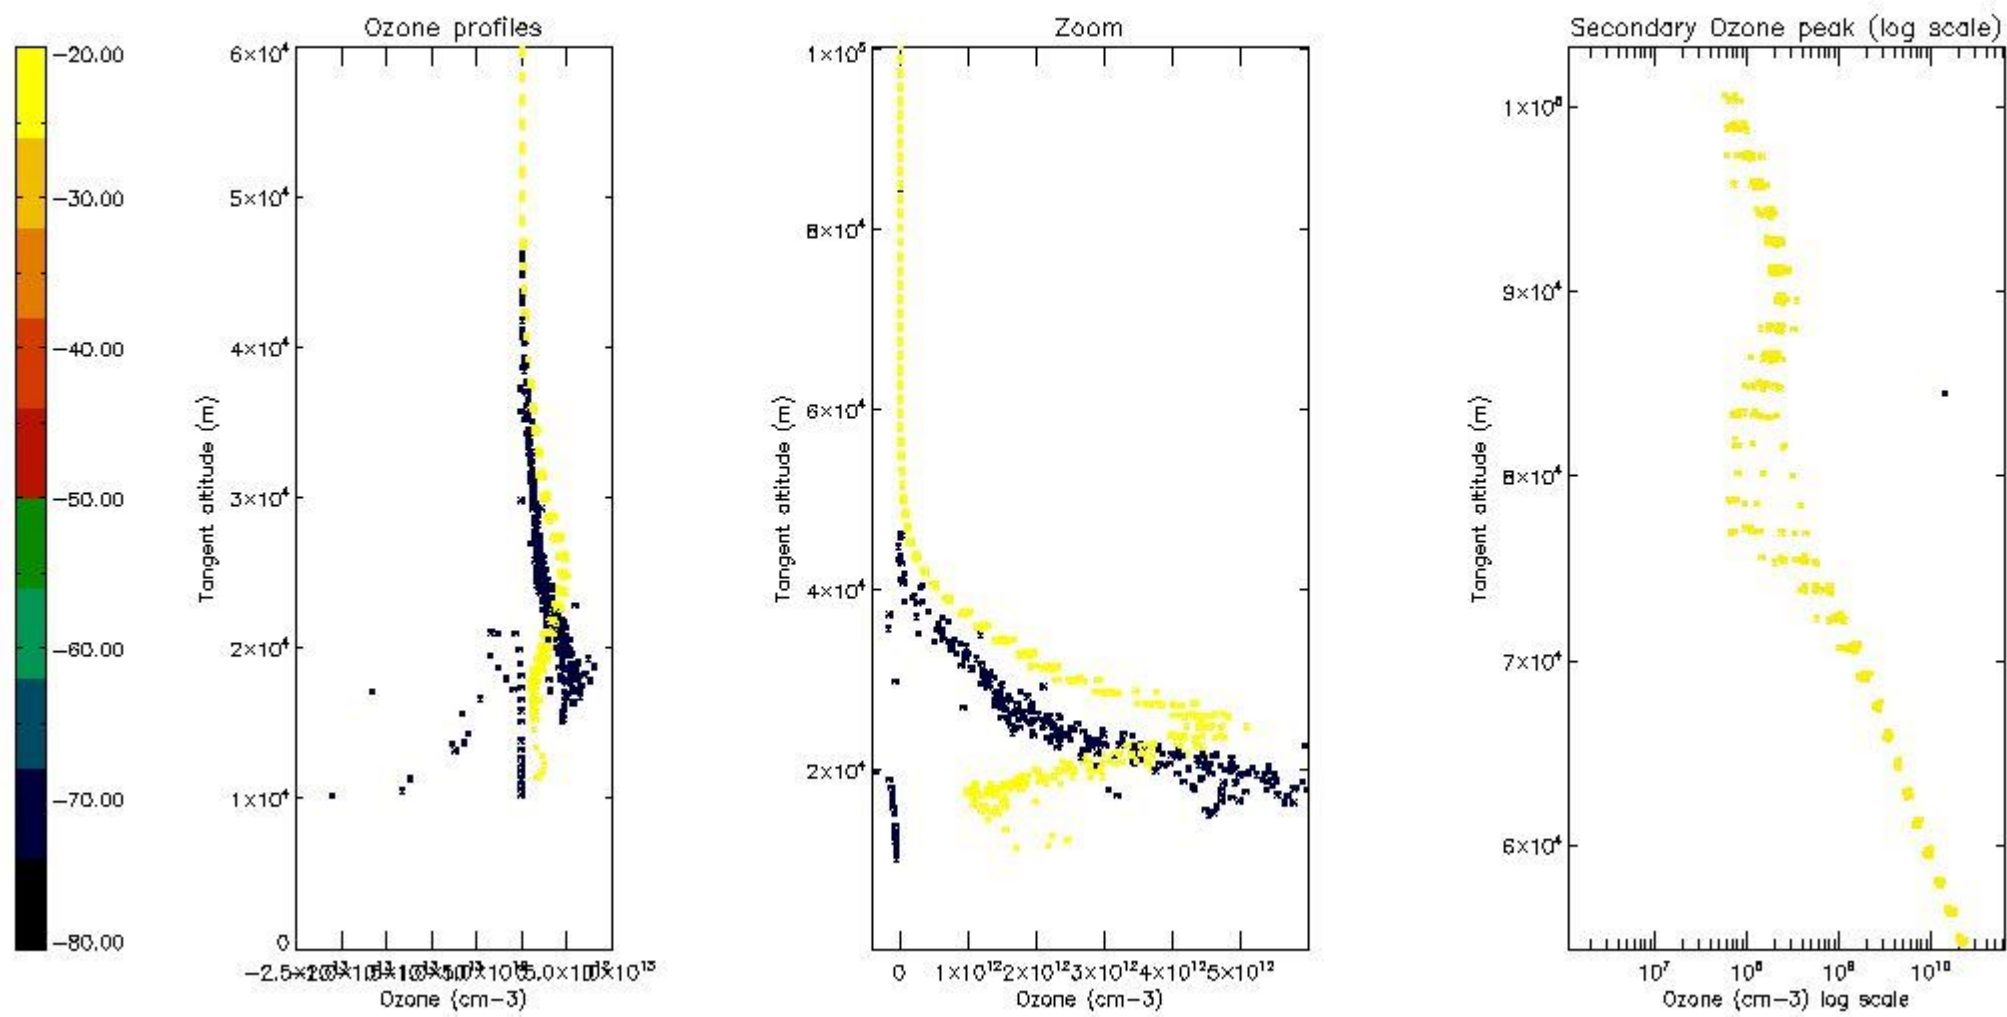 Ozone profiles
Zoom
Secondary Ozone peak (log scale)
−20.00
−30.00
−40.00
−50.00
−60.00
−70.00
−80.00
6×10⁴
5×10⁴
4×10⁴
3×10⁴
2×10⁴
1×10⁴
0
Tangent altitude (m)
Ozone (cm−3)
1×10⁵
8×10⁴
6×10⁴
4×10⁴
2×10⁴
Tangent altitude (m)
0 1×10¹² 2×10¹² 3×10¹² 4×10¹² 5×10¹²
Ozone (cm−3)
1×10⁵
9×10⁴
8×10⁴
7×10⁴
6×10⁴
Tangent altitude (m)
10⁷ 10⁸ 10⁹ 10¹⁰
Ozone (cm−3) log scale